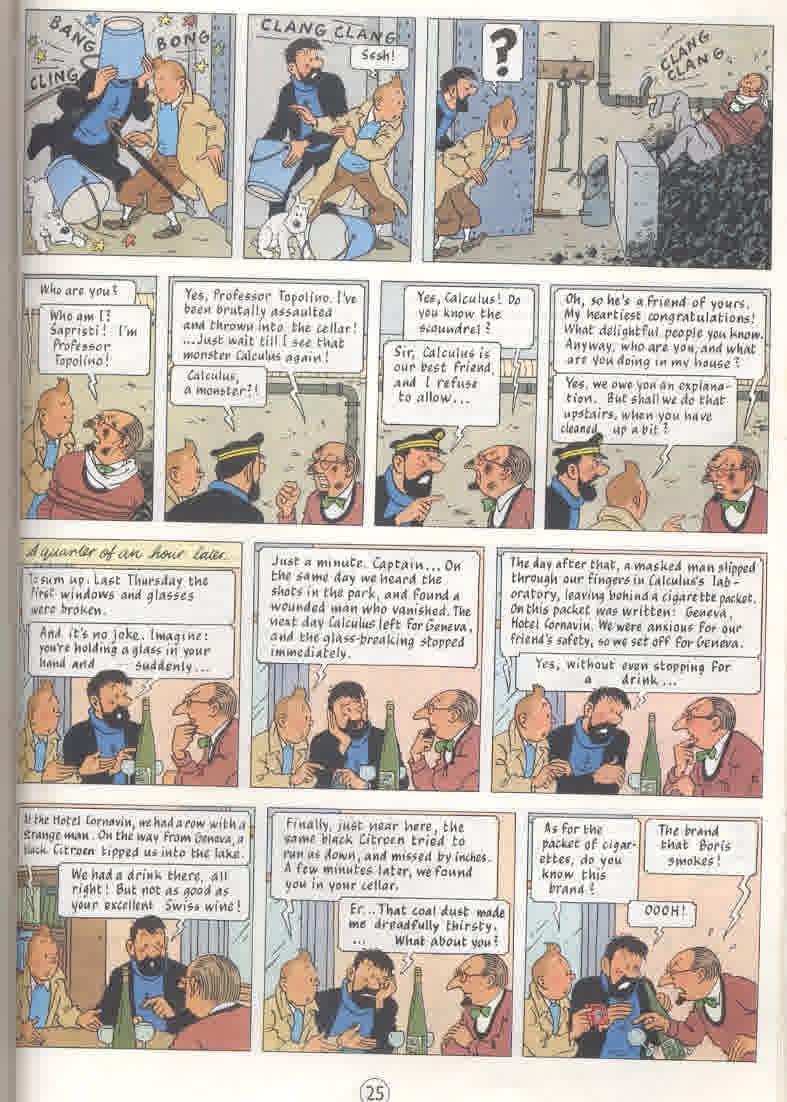 BANG
BONG
CLING
CLANG CLANG
Sssh!
?
CLANG
CLANG
Who are you?
Who am I?
Sapristi! I'm
Professor
Topolino!
Yes, Professor Topolino. I've
been brutally assaulted
and thrown into the cellar!
...Just wait till I see that
monster Calculus again!
Calculus,
a monster?!
Yes, Calculus! Do
you know the
scoundrel?
Sir, Calculus is
our best friend,
and I refuse
to allow...
Oh, so he's a friend of yours.
My heartiest congratulations!
What delightful people you know.
Anyway, who are you, and what
are you doing in my house?
Yes, we owe you an explana-
tion. But shall we do that
upstairs, when you have
cleaned up a bit?
A quarter of an hour later.
To sum up. Last Thursday the
first windows and glasses
were broken.
And it's no joke. Imagine:
you're holding a glass in your
hand and suddenly...
Just a minute. Captain... On
the same day we heard the
shots in the park, and found a
wounded man who vanished. The
next day Calculus left for Geneva,
and the glass-breaking stopped
immediately.
The day after that, a masked man slipped
through our fingers in Calculus's lab-
oratory, leaving behind a cigarette packet.
On this packet was written: Geneva,
Hotel Cornavin. We were anxious for our
friend's safety, so we set off for Geneva.
Yes, without even stopping for
a drink...
At the Hotel Cornavin, we had a row with a
strange man. On the way from Geneva, a
black Citroen tipped us into the lake.
We had a drink there, all
right! But not as good as
your excellent Swiss wine!
Finally, just near here, the
same black Citroen tried to
run us down, and missed by inches.
A few minutes later, we found
you in your cellar.
Er...That coal dust made
me dreadfully thirsty.
... What about you?
As for the
packet of cigar-
ettes, do you
know this
brand?
The brand
that Boris
smokes!
OOOH!
25